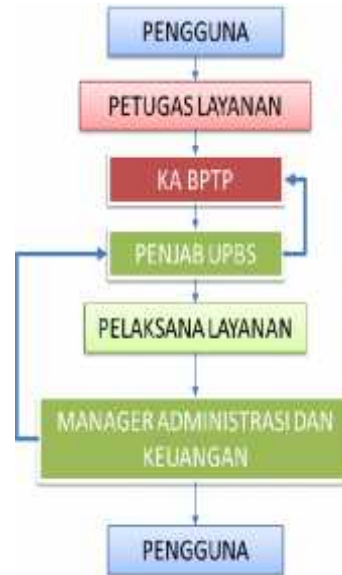 PENGGUNA
PETUGAS LAYANAN
KA BPTP
PENJAB UPBS
PELAKSANA LAYANAN
MANAGER ADMINISTRASI DAN
KEUANGAN
PENGGUNA